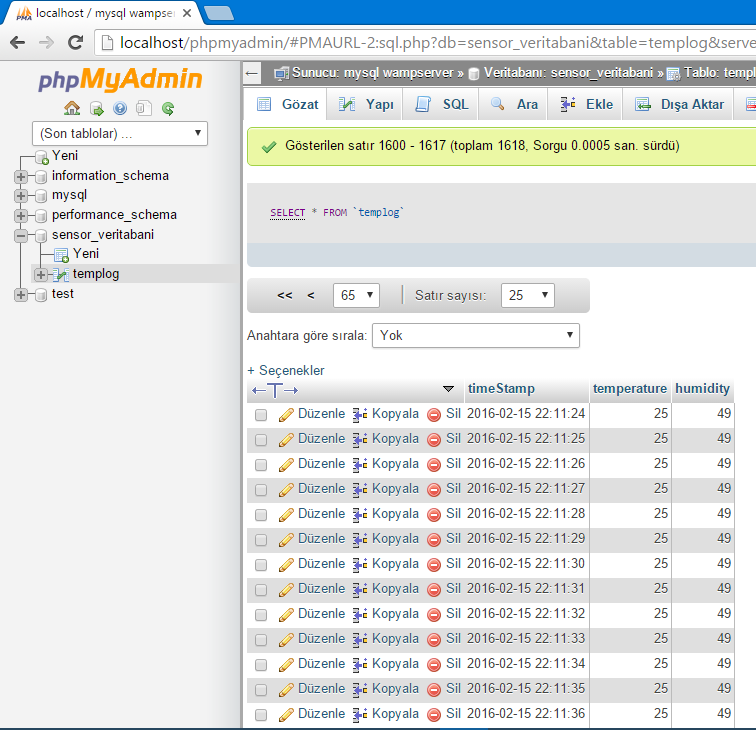 localhost / mysql wampser
localhost/phpmyadmin/#PMAURL-2:sql.php?db=sensor_veritabani&table=templog&serve
phpMyAdmin
(Son tablolar) ...
Yeni
information_schema
mysql
performance_schema
sensor_veritabani
Yeni
templog
test
Sunucu: mysql wampserver » Veritabanı: sensor_veritabani » Tablo: templ
Gözat Yapı SQL Ara Ekle Dışa Aktar
Gösterilen satır 1600 - 1617 (toplam 1618, Sorgu 0.0005 san. sürdü)
SELECT * FROM `templog`
<< < 65 Satır sayısı: 25
Anahtara göre sırala: Yok
+ Seçenekler
←T→ timeStamp temperature humidity
Düzenle Kopyala Sil 2016-02-15 22:11:24 25 49
Düzenle Kopyala Sil 2016-02-15 22:11:25 25 49
Düzenle Kopyala Sil 2016-02-15 22:11:26 25 49
Düzenle Kopyala Sil 2016-02-15 22:11:27 25 49
Düzenle Kopyala Sil 2016-02-15 22:11:28 25 49
Düzenle Kopyala Sil 2016-02-15 22:11:29 25 49
Düzenle Kopyala Sil 2016-02-15 22:11:30 25 49
Düzenle Kopyala Sil 2016-02-15 22:11:31 25 49
Düzenle Kopyala Sil 2016-02-15 22:11:32 25 49
Düzenle Kopyala Sil 2016-02-15 22:11:33 25 49
Düzenle Kopyala Sil 2016-02-15 22:11:34 25 49
Düzenle Kopyala Sil 2016-02-15 22:11:35 25 49
Düzenle Kopyala Sil 2016-02-15 22:11:36 25 49